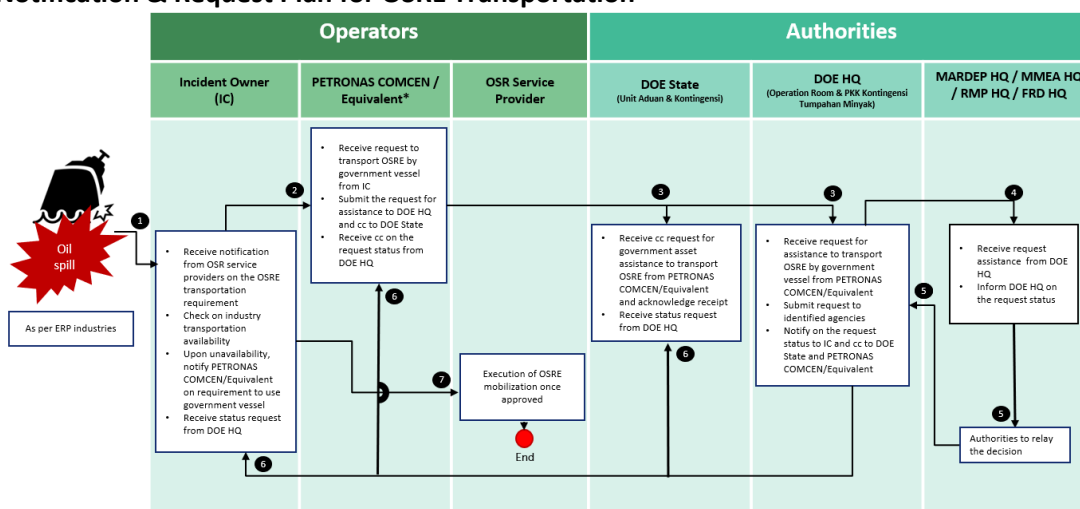 Notification & Request Plan for OSRE Transportation
Operators
Authorities
Incident Owner
(IC)
PETRONAS COMCEN /
Equivalent*
OSR Service
Provider
DOE State
(Unit Aduan & Kontingensi)
DOE HQ
(Operation Room & PKK Kontingensi
Tumpahan Minyak)
MARDEP HQ / MMEA HQ
/ RMP HQ / FRD HQ
Oil
spill
As per ERP industries
1
• Receive notification
from OSR service
providers on the OSRE
transportation
requirement
• Check on industry
transportation
availability
• Upon unavailability,
notify PETRONAS
COMCEN/Equivalent
on requirement to use
government vessel
• Receive status request
from DOE HQ
2
• Receive request to
transport OSRE by
government vessel
from IC
• Submit the request for
assistance to DOE HQ
and cc to DOE State
• Receive cc on the
request status from
DOE HQ
3
• Receive cc request for
government asset
assistance to transport
OSRE from PETRONAS
COMCEN/Equivalent
and acknowledge receipt
• Receive status request
from DOE HQ
3
• Receive request for
assistance to transport
OSRE by government
vessel from PETRONAS
COMCEN/Equivalent
• Submit request to
identified agencies
• Notify on the request
status to IC and cc to DOE
State and PETRONAS
COMCEN/Equivalent
4
• Receive request
assistance from DOE
HQ
• Inform DOE HQ on
the request status
5
5
Authorities to relay
the decision
6
6
6
7
Execution of OSRE
mobilization once
approved
End